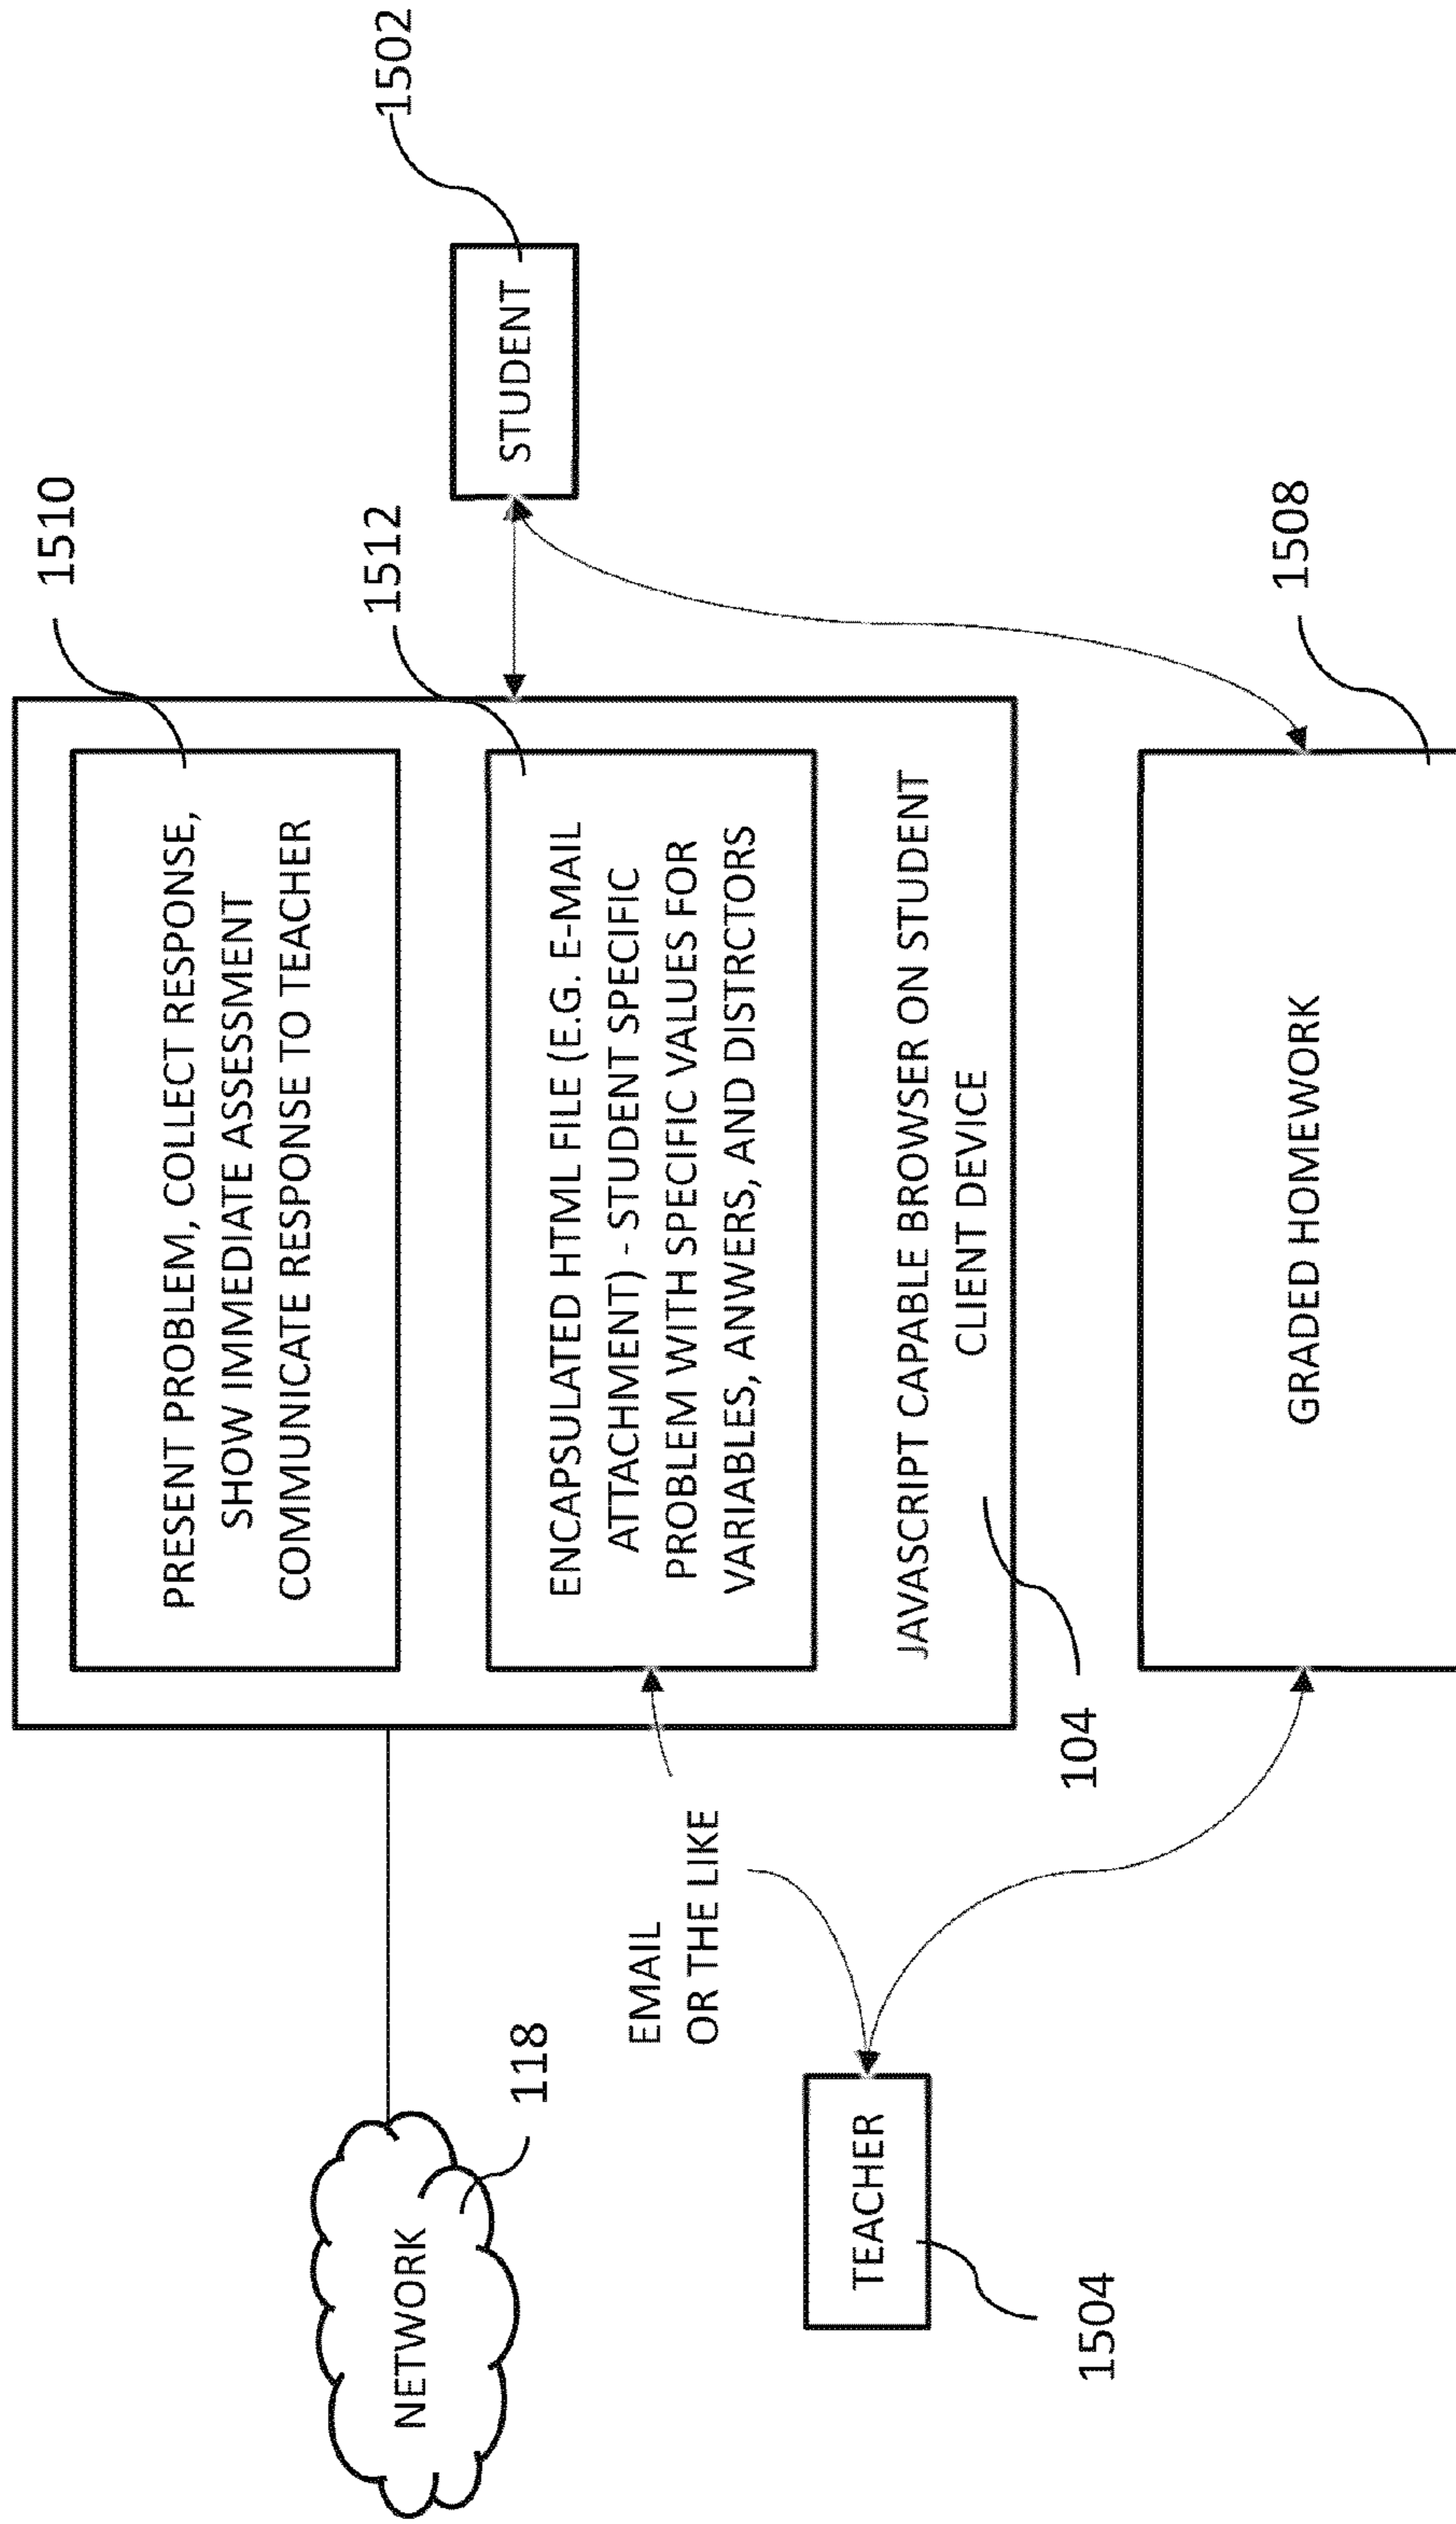 1510
PRESENT PROBLEM, COLLECT RESPONSE,
SHOW IMMEDIATE ASSESSMENT
COMMUNICATE RESPONSE TO TEACHER
1512
ENCAPSULATED HTML FILE (E.G. E-MAIL
ATTACHMENT) - STUDENT SPECIFIC
PROBLEM WITH SPECIFIC VALUES FOR
VARIABLES, ANWERS, AND DISTRCTORS
JAVASCRIPT CAPABLE BROWSER ON STUDENT
CLIENT DEVICE
104
1502
STUDENT
NETWORK
118
EMAIL
OR THE LIKE
TEACHER
1504
1508
GRADED HOMEWORK